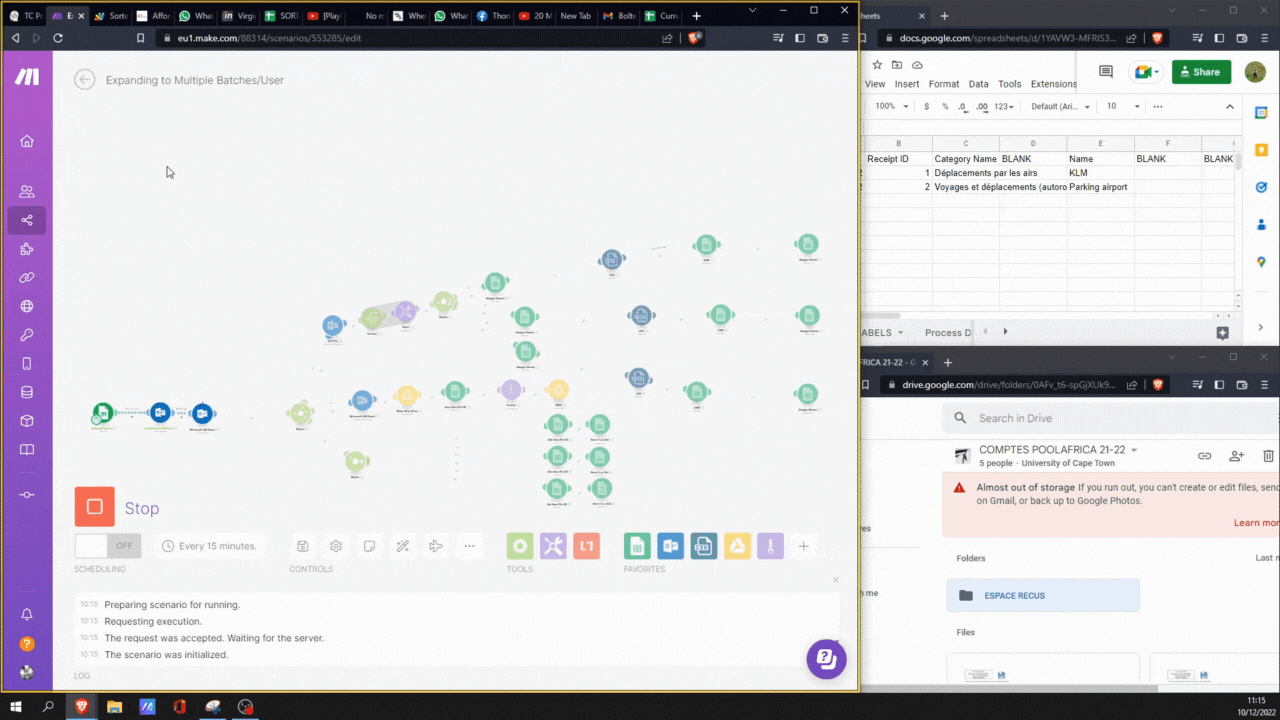 TC Po
E
Sorte
Affor
What
Virgi
SORT
[Play
No n
Whe
What
Thon
20 M
New Tab
Bolt
Curre
eu1.make.com/88314/scenarios/553285/edit
Expanding to Multiple Batches/User
Stop
OFF
Every 15 minutes.
SCHEDULING
CONTROLS
TOOLS
FAVORITES
10:15 Preparing scenario for running.
10:15 Requesting execution.
10:15 The request was accepted. Waiting for the server.
10:15 The scenario was initialized.
LOG
heets
docs.google.com/spreadsheets/d/1YAVW3-MFRIS3...
Share
View Insert Format Data Tools Extensions
100% $ % .0 .00 123 Default (Ari... 10
B C D E F
Receipt ID Category Name BLANK Name BLANK BLANK
1 Déplacements par les airs KLM
2 Voyages et déplacements (autoro Parking airport
ABELS Process D
AFRICA 21-22 - G
drive.google.com/drive/folders/0AFv_t6-spGjXUk9...
Search in Drive
COMPTES POOLAFRICA 21-22
5 people · University of Cape Town
Almost out of storage If you run out, you can't create or edit files, send
on Gmail, or back up to Google Photos.
Learn mor
Folders
Last m
ESPACE RECUS
Files
11:15
10/12/2022